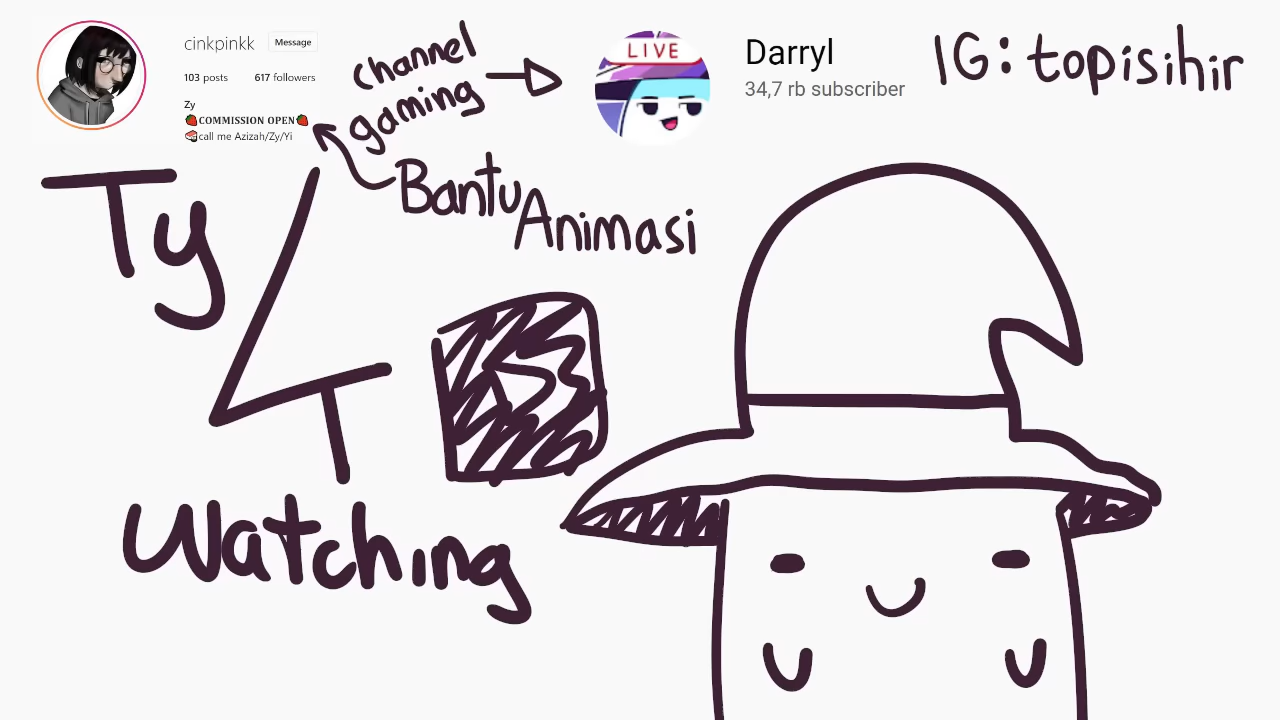 cinkpinkk Message
103 posts 617 followers
Zy
🍓COMMISSION OPEN🍓
call me Azizah/Zy/Yi
channel
gaming
LIVE
Darryl
34,7 rb subscriber
IG: topisihir
Bantu Animasi
Ty 4 T
Watching